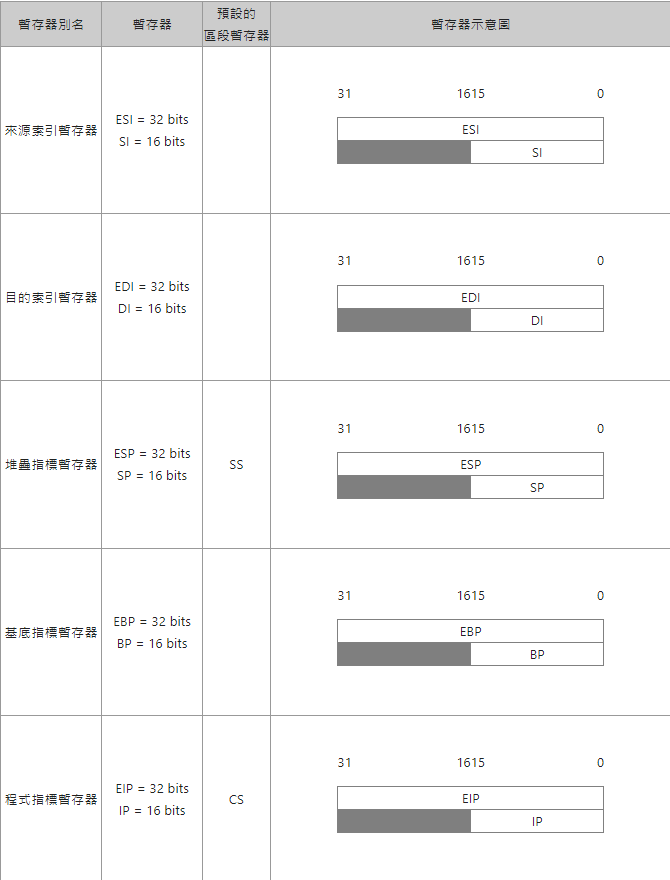 暫存器別名 暫存器 預設的 暫存器示意圖
區段暫存器
31 1615 0
來源索引暫存器 ESI = 32 bits ESI
SI = 16 bits SI
31 1615 0
目的索引暫存器 EDI = 32 bits EDI
DI = 16 bits DI
31 1615 0
堆疊指標暫存器 ESP = 32 bits SS ESP
SP = 16 bits SP
31 1615 0
基底指標暫存器 EBP = 32 bits EBP
BP = 16 bits BP
31 1615 0
程式指標暫存器 EIP = 32 bits CS EIP
IP = 16 bits IP